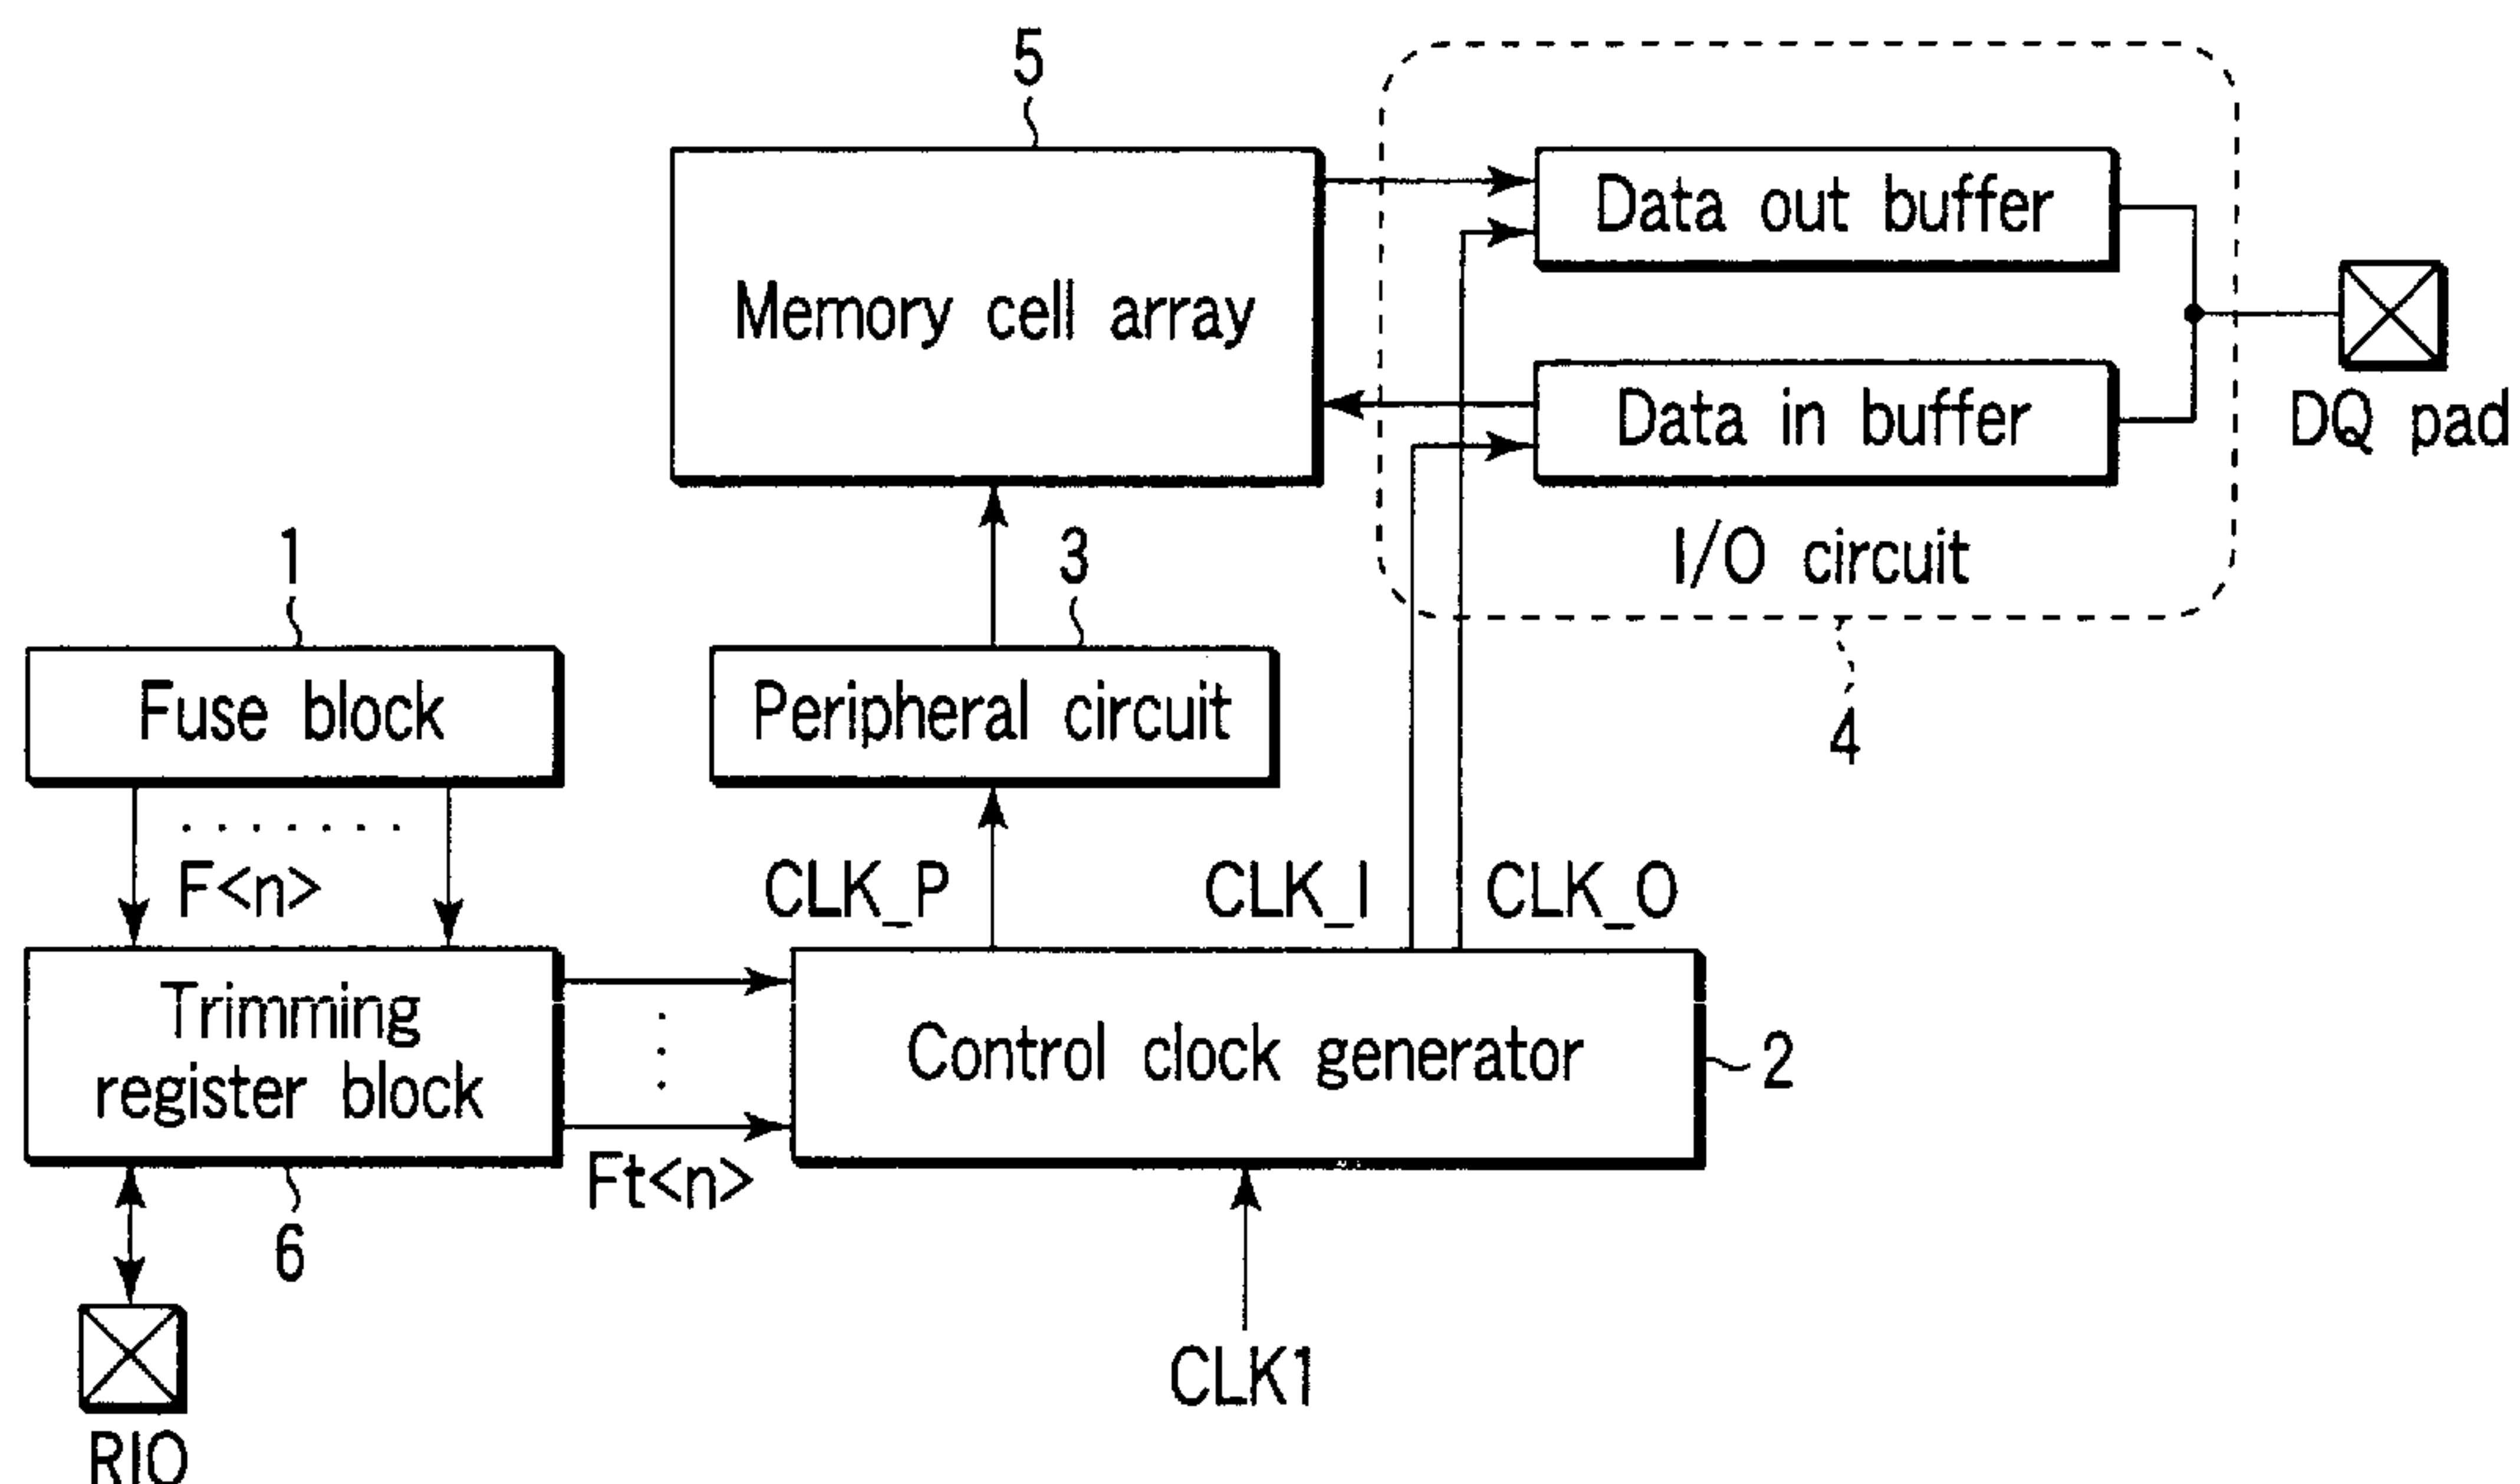 5
Data out buffer
Memory cell array
Data in buffer
DQ pad
I/O circuit
4
1
3
Fuse block
Peripheral circuit
F<n>
CLK_P
CLK_I
CLK_O
Trimming
register block
Control clock generator
2
Ft<n>
6
CLK1
RIO